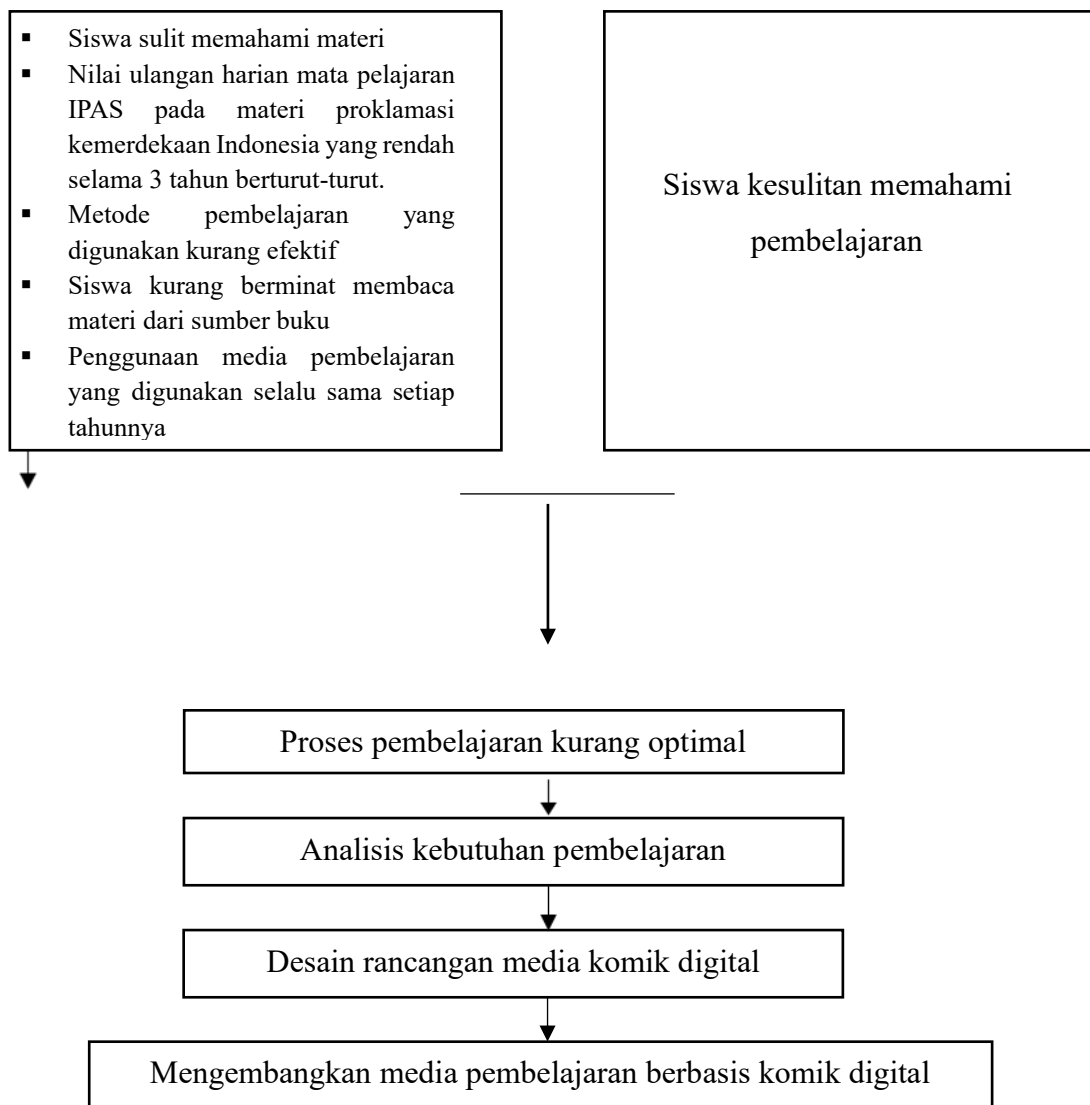 ▪ Siswa sulit memahami materi
▪ Nilai ulangan harian mata pelajaran
IPAS pada materi proklamasi
kemerdekaan Indonesia yang rendah
selama 3 tahun berturut-turut.
▪ Metode pembelajaran yang
digunakan kurang efektif
▪ Siswa kurang berminat membaca
materi dari sumber buku
▪ Penggunaan media pembelajaran
yang digunakan selalu sama setiap
tahunnya
Siswa kesulitan memahami
pembelajaran
Proses pembelajaran kurang optimal
Analisis kebutuhan pembelajaran
Desain rancangan media komik digital
Mengembangkan media pembelajaran berbasis komik digital